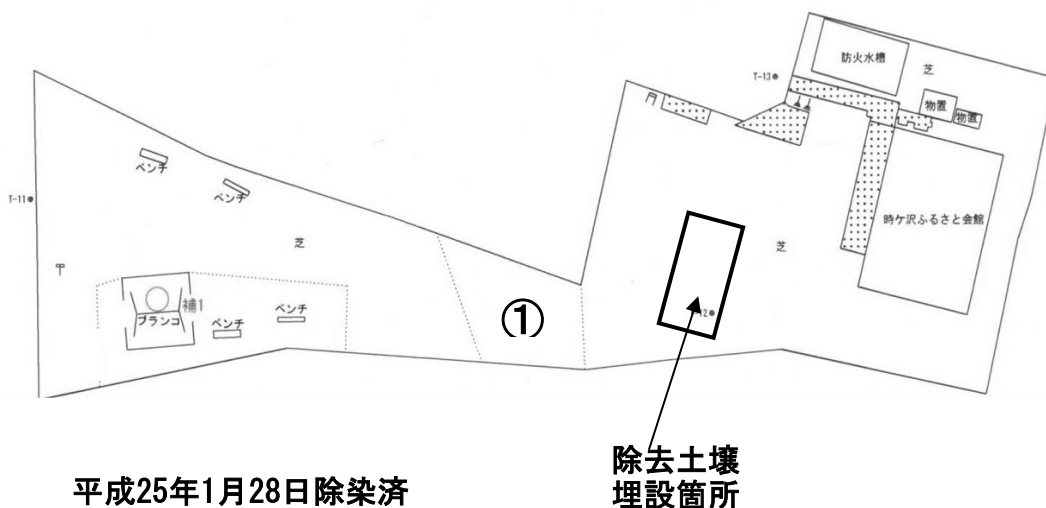 防火水槽
芝
T-13
物置
物置
ベンチ
ベンチ
T-11
時ケ沢ふるさと会館
芝
芝
補1
ブランコ
ベンチ
ベンチ
①
12
除去土壌
埋設箇所
平成25年1月28日除染済